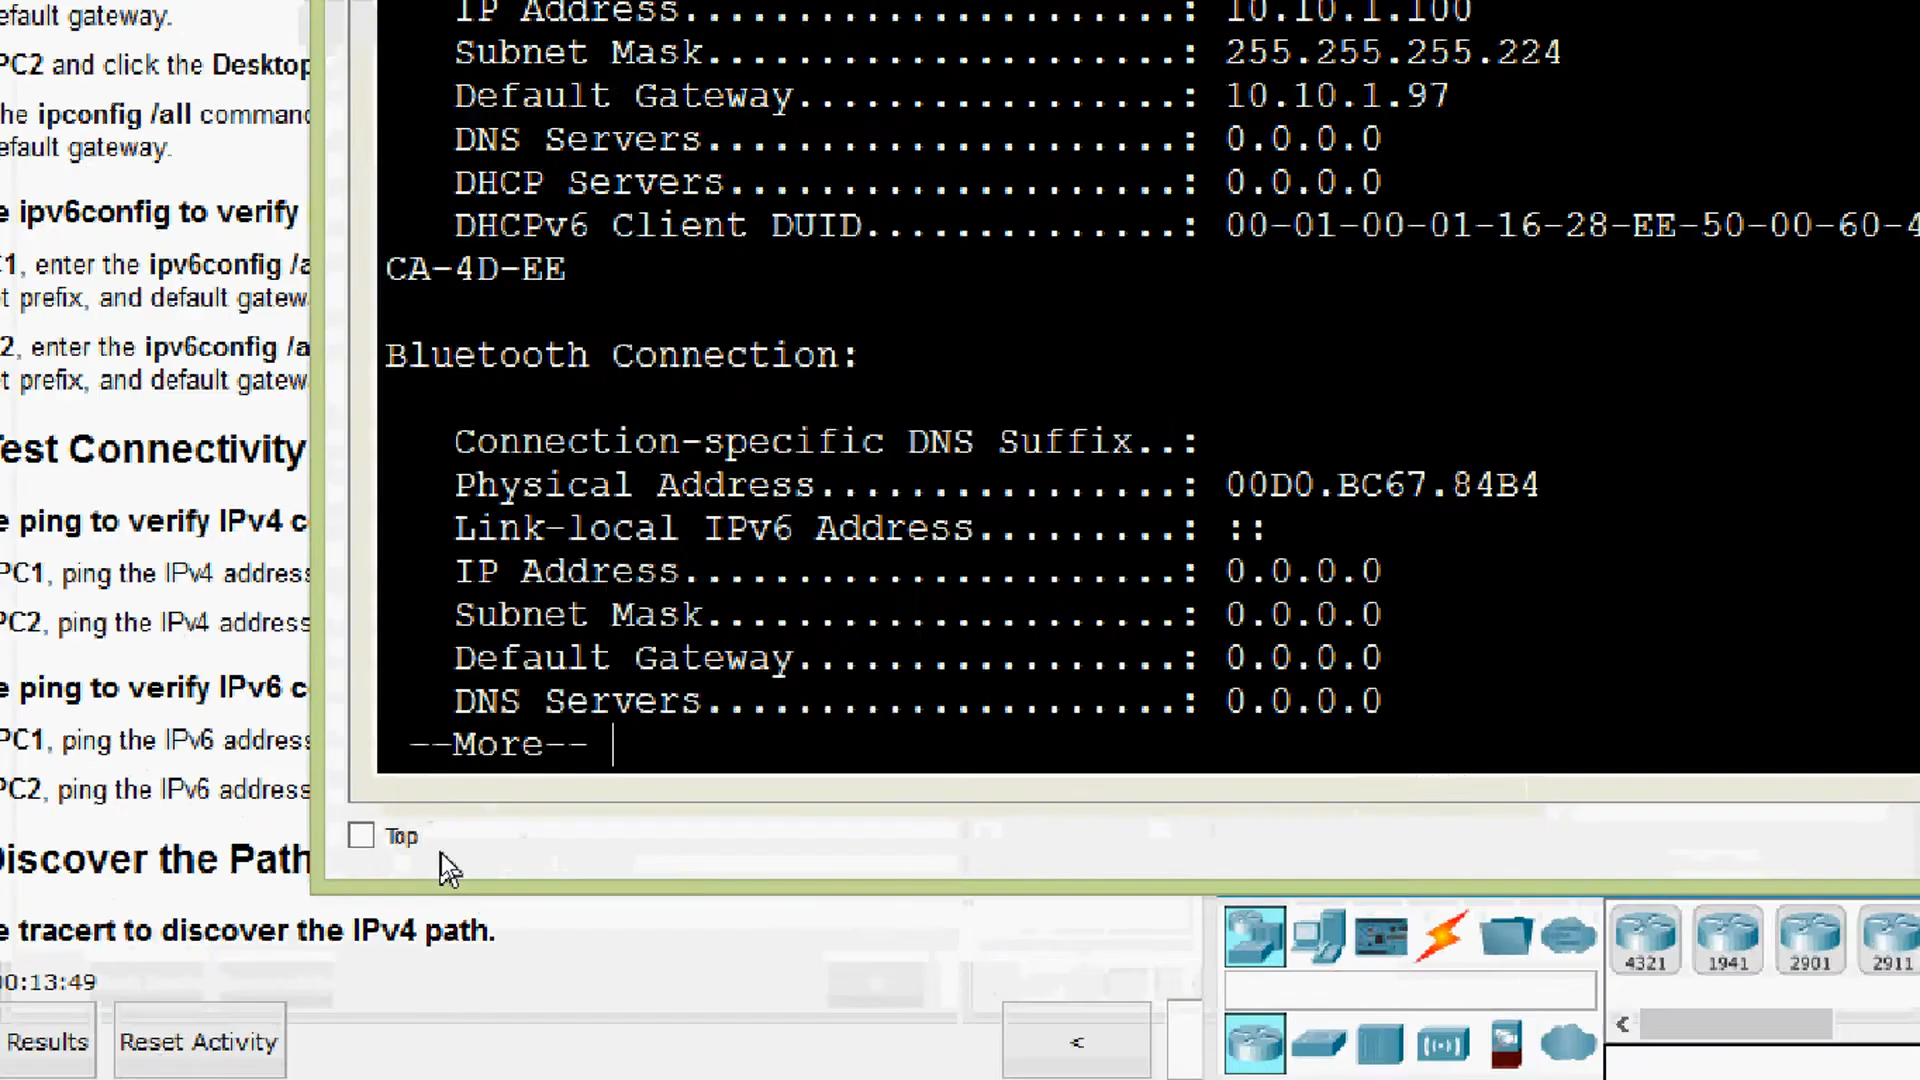 efault gateway.
PC2 and click the Desktop
he ipconfig /all command
efault gateway.
e ipv6config to verify
C1, enter the ipv6config /a
t prefix, and default gatew
2, enter the ipv6config /a
t prefix, and default gatew
Test Connectivity
e ping to verify IPv4 c
PC1, ping the IPv4 address
PC2, ping the IPv4 address
e ping to verify IPv6 c
PC1, ping the IPv6 address
PC2, ping the IPv6 address
Discover the Path
e tracert to discover the IPv4 path.
00:13:49
Results
Reset Activity
<
IP Address......................: 10.10.1.100
Subnet Mask.....................: 255.255.255.224
Default Gateway.................: 10.10.1.97
DNS Servers.....................: 0.0.0.0
DHCP Servers....................: 0.0.0.0
DHCPv6 Client DUID..............: 00-01-00-01-16-28-EE-50-00-60-4
CA-4D-EE
Bluetooth Connection:
Connection-specific DNS Suffix..:
Physical Address................: 00D0.BC67.84B4
Link-local IPv6 Address.........: ::
IP Address......................: 0.0.0.0
Subnet Mask.....................: 0.0.0.0
Default Gateway.................: 0.0.0.0
DNS Servers.....................: 0.0.0.0
--More--
Top
4321
1941
2901
2911
<